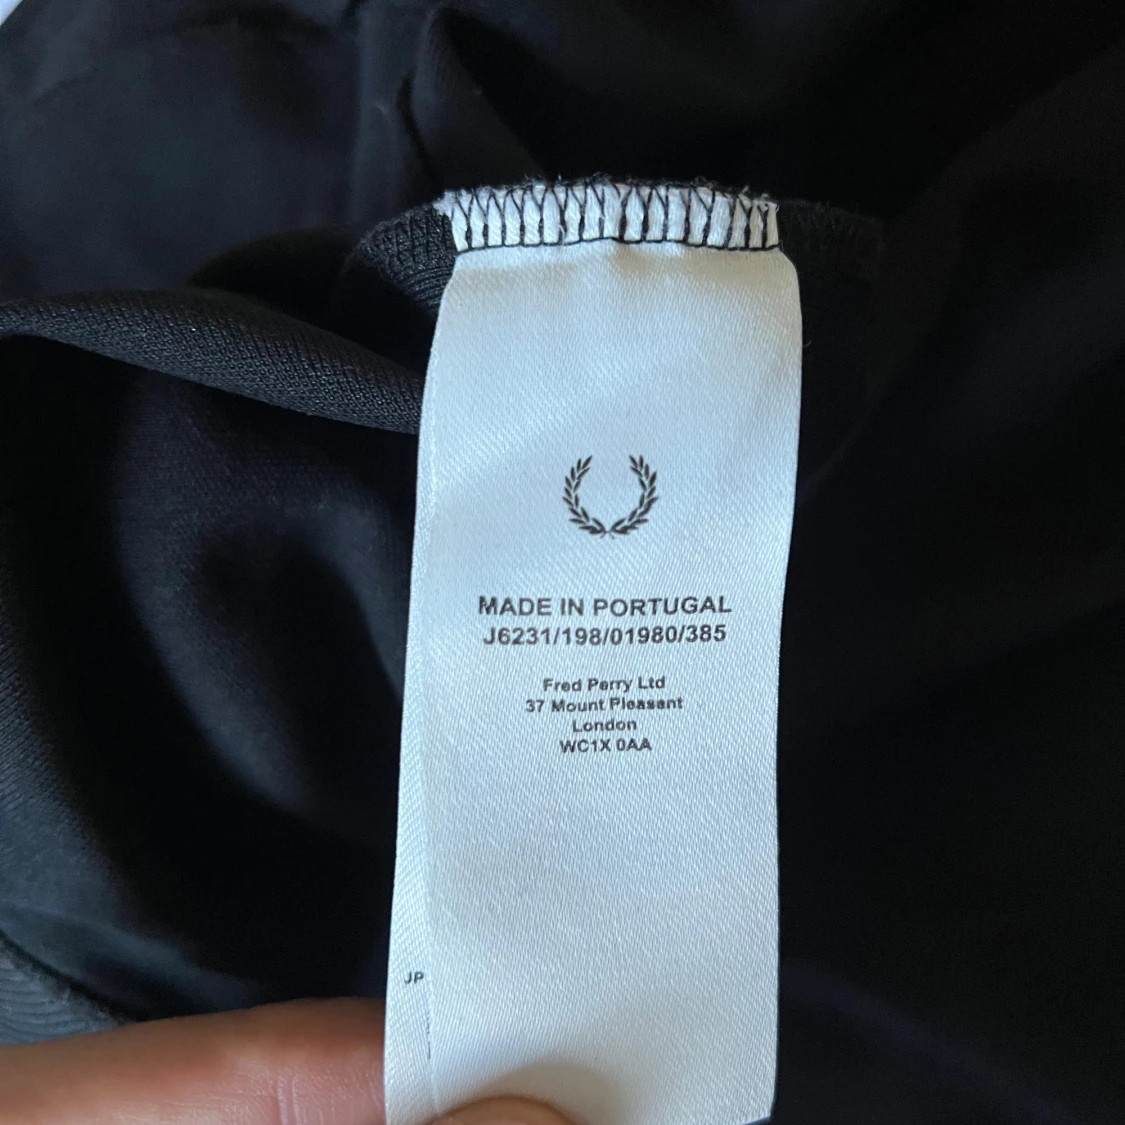 MADE IN PORTUGAL
J6231/198/01980/385
Fred Perry Ltd
37 Mount Pleasant
London
WC1X 0AA
JP